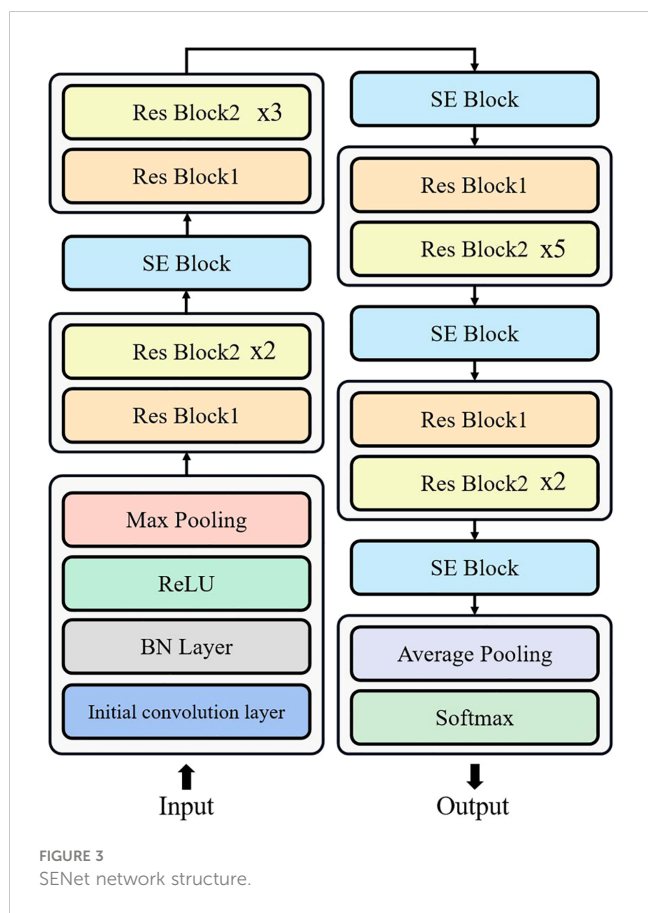 Res Block2 x3
Res Block1
SE Block
Res Block2 x2
Res Block1
Max Pooling
ReLU
BN Layer
Initial convolution layer
Input
SE Block
Res Block1
Res Block2 x5
SE Block
Res Block1
Res Block2 x2
SE Block
Average Pooling
Softmax
Output
FIGURE 3
SENet network structure.